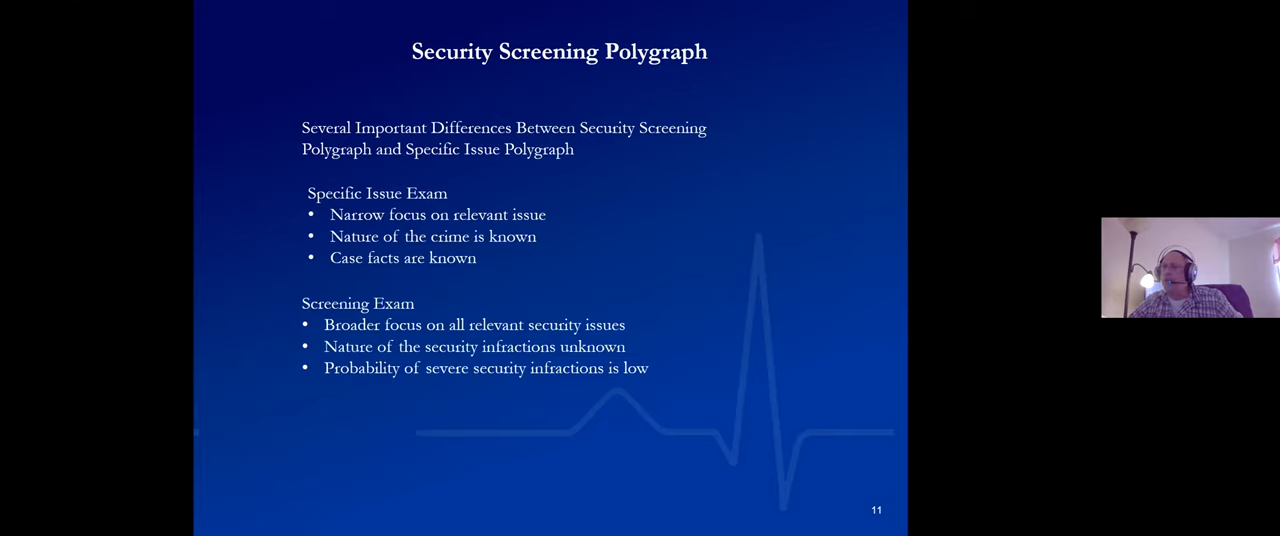 Security Screening Polygraph
Several Important Differences Between Security Screening
Polygraph and Specific Issue Polygraph
Specific Issue Exam
• Narrow focus on relevant issue
• Nature of the crime is known
• Case facts are known
Screening Exam
• Broader focus on all relevant security issues
• Nature of the security infractions unknown
• Probability of severe security infractions is low
11